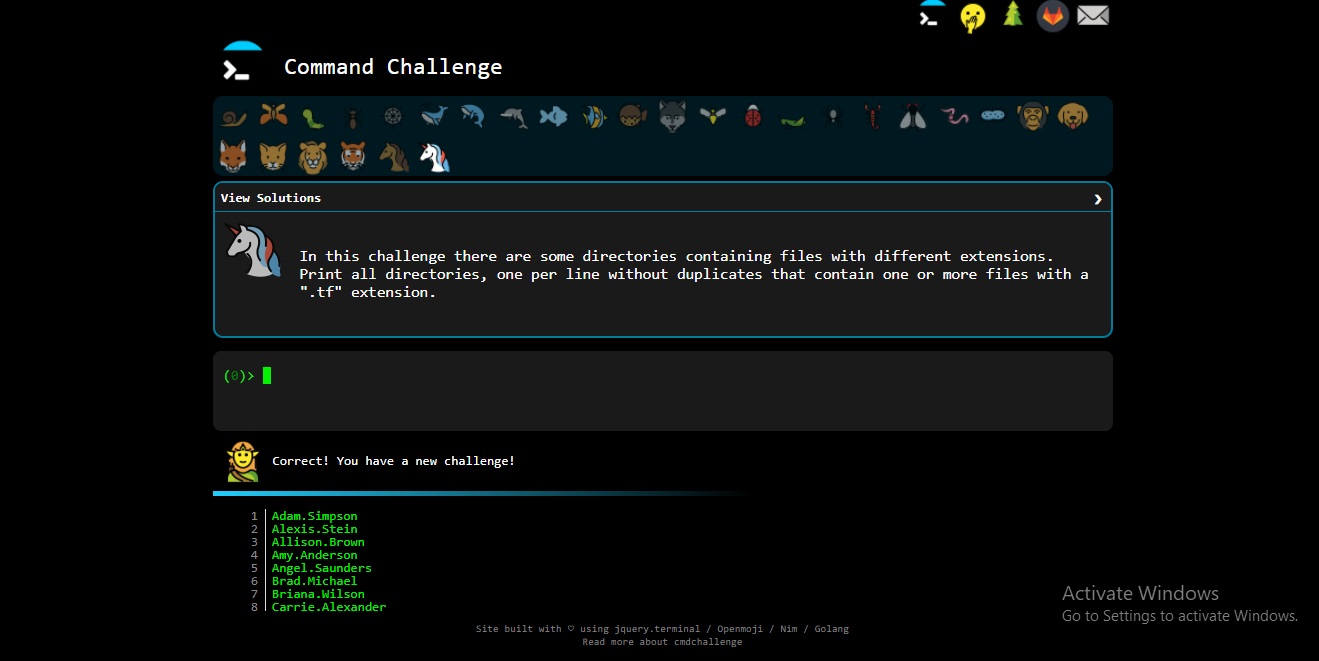 Command Challenge
View Solutions
In this challenge there are some directories containing files with different extensions.
Print all directories, one per line without duplicates that contain one or more files with a
".tf" extension.
(0)>
Correct! You have a new challenge!
1 Adam.Simpson
2 Alexis.Stein
3 Allison.Brown
4 Amy.Anderson
5 Angel.Saunders
6 Brad.Michael
7 Briana.Wilson
8 Carrie.Alexander
Activate Windows
Go to Settings to activate Windows.
Site built with ♡ using jquery.terminal / Openmoji / Nim / Golang
Read more about cmdchallenge